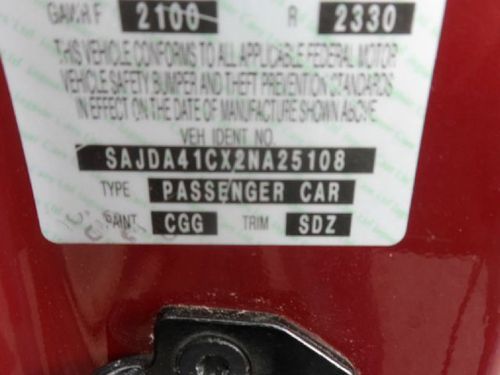 GAWR F 2100 R 2330
THIS VEHICLE CONFORMS TO ALL APPLICABLE FEDERAL MOTOR
VEHICLE SAFETY BUMPER AND THEFT PREVENTION STANDARDS
IN EFFECT ON THE DATE OF MANUFACTURE SHOWN ABOVE
VEH IDENT NO.
SAJDA41CX2NA25108
TYPE PASSENGER CAR
PAINT CGG TRIM SDZ